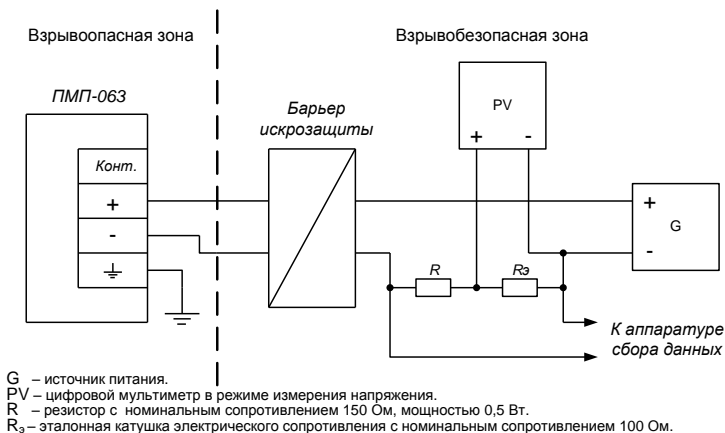 Взрывоопасная зона
Взрывобезопасная зона
ПМП-063
Барьер
искрозащиты
PV
+ -
Конт.
+
-
+
G
-
R
Rэ
К аппаратуре
сбора данных
G – источник питания.
PV – цифровой мультиметр в режиме измерения напряжения.
R – резистор с номинальным сопротивлением 150 Ом, мощностью 0,5 Вт.
Rэ – эталонная катушка электрического сопротивления с номинальным сопротивлением 100 Ом.